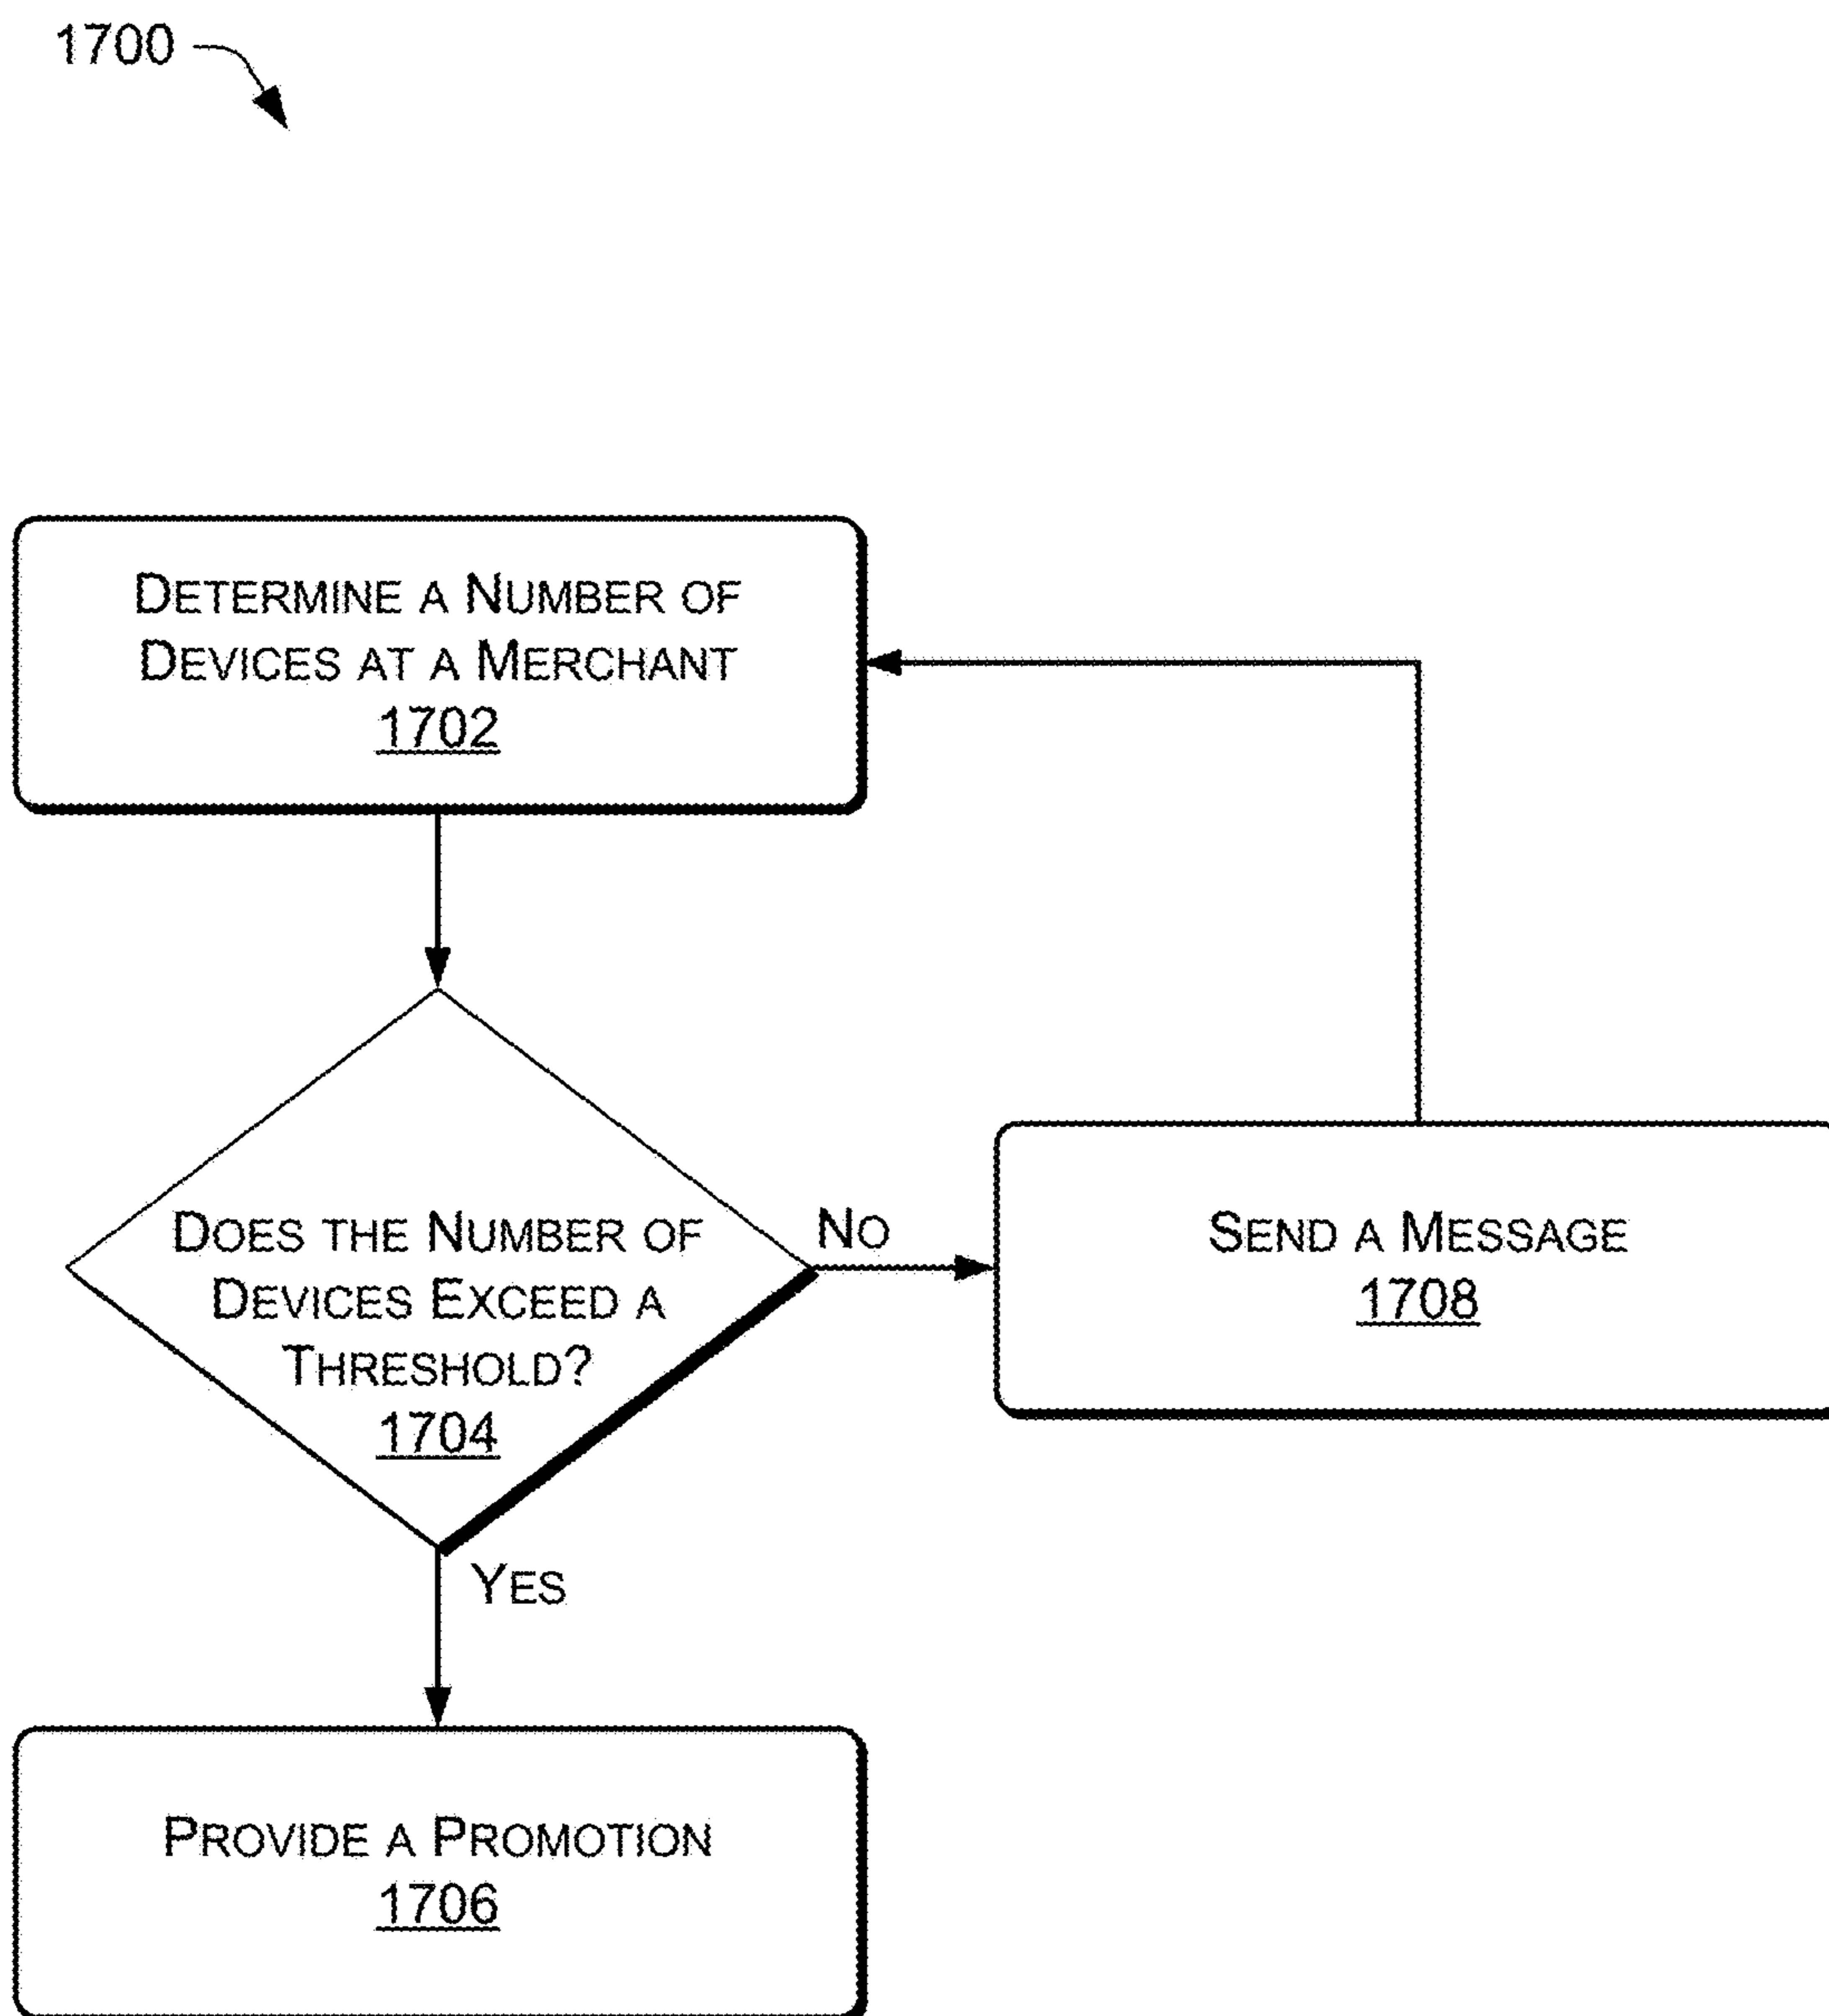 1700
DETERMINE A NUMBER OF
DEVICES AT A MERCHANT
1702
DOES THE NUMBER OF
DEVICES EXCEED A
THRESHOLD?
1704
NO
SEND A MESSAGE
1708
YES
PROVIDE A PROMOTION
1706